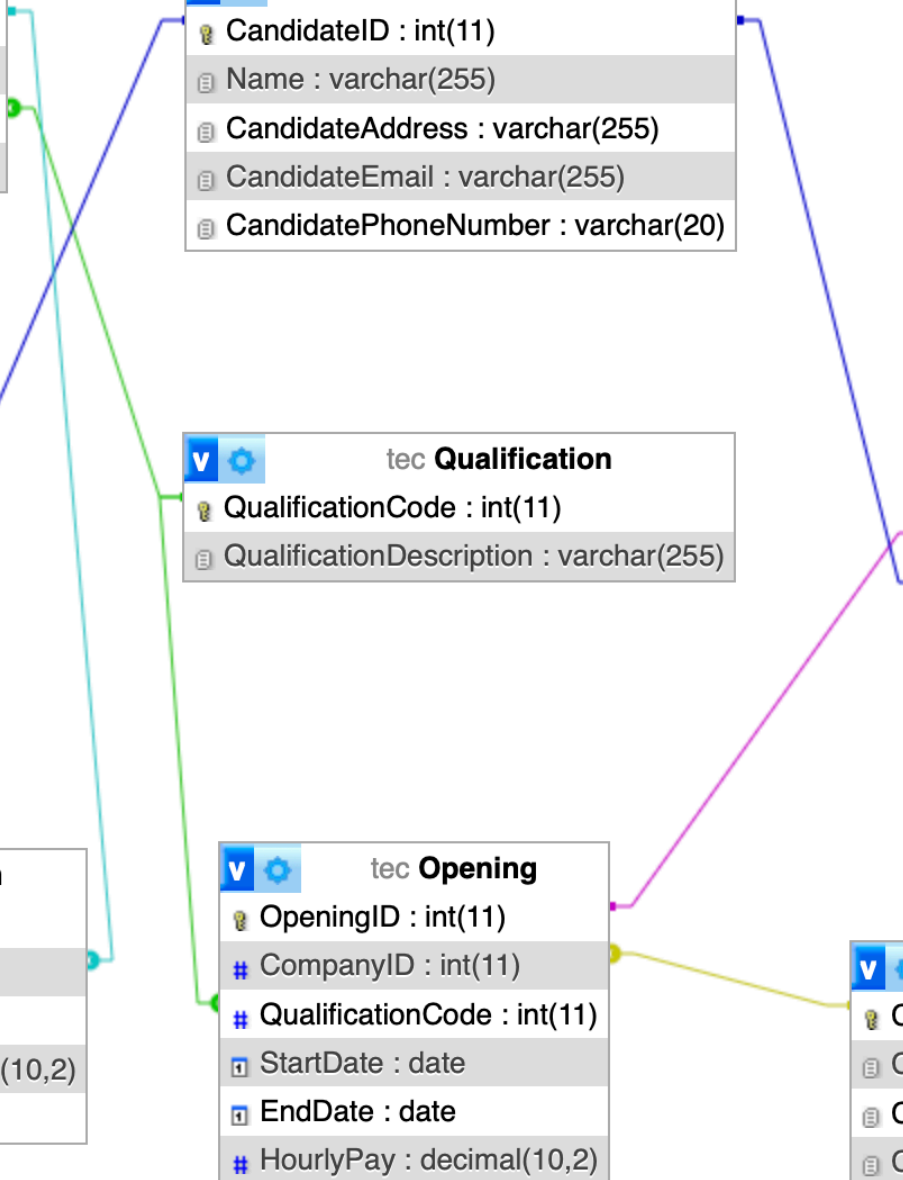 CandidateID : int(11)
Name : varchar(255)
CandidateAddress : varchar(255)
CandidateEmail : varchar(255)
CandidatePhoneNumber : varchar(20)
v tec Qualification
QualificationCode : int(11)
QualificationDescription : varchar(255)
v tec Opening
OpeningID : int(11)
CompanyID : int(11)
QualificationCode : int(11)
StartDate : date
EndDate : date
HourlyPay : decimal(10,2)
(10,2)
v